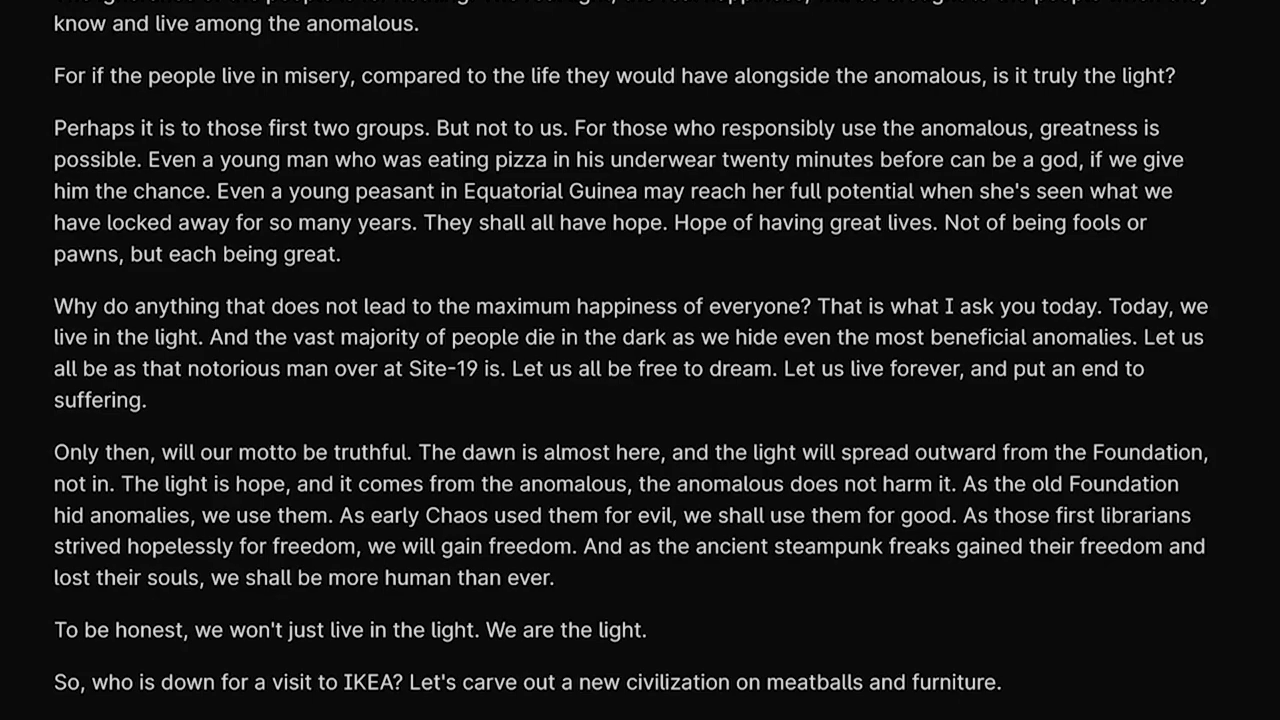 know and live among the anomalous.
For if the people live in misery, compared to the life they would have alongside the anomalous, is it truly the light?
Perhaps it is to those first two groups. But not to us. For those who responsibly use the anomalous, greatness is
possible. Even a young man who was eating pizza in his underwear twenty minutes before can be a god, if we give
him the chance. Even a young peasant in Equatorial Guinea may reach her full potential when she's seen what we
have locked away for so many years. They shall all have hope. Hope of having great lives. Not of being fools or
pawns, but each being great.
Why do anything that does not lead to the maximum happiness of everyone? That is what I ask you today. Today, we
live in the light. And the vast majority of people die in the dark as we hide even the most beneficial anomalies. Let us
all be as that notorious man over at Site-19 is. Let us all be free to dream. Let us live forever, and put an end to
suffering.
Only then, will our motto be truthful. The dawn is almost here, and the light will spread outward from the Foundation,
not in. The light is hope, and it comes from the anomalous, the anomalous does not harm it. As the old Foundation
hid anomalies, we use them. As early Chaos used them for evil, we shall use them for good. As those first librarians
strived hopelessly for freedom, we will gain freedom. And as the ancient steampunk freaks gained their freedom and
lost their souls, we shall be more human than ever.
To be honest, we won't just live in the light. We are the light.
So, who is down for a visit to IKEA? Let's carve out a new civilization on meatballs and furniture.